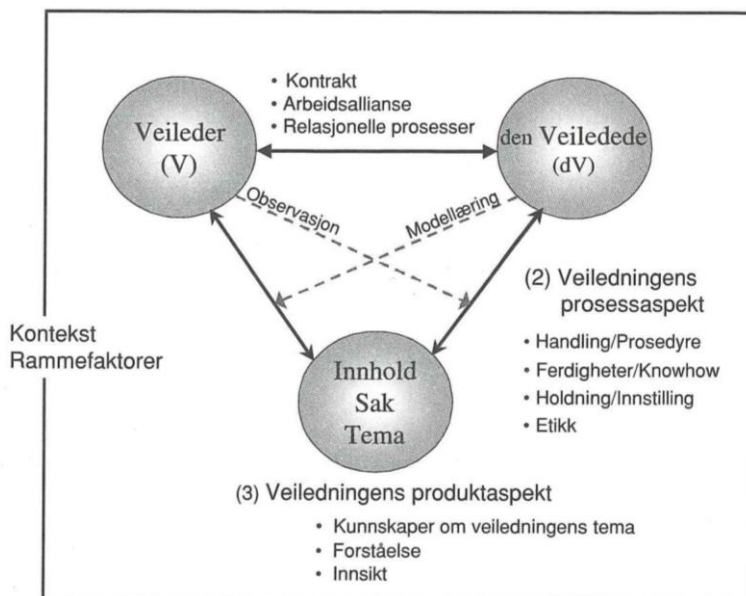 • Kontrakt
• Arbeidsallianse
• Relasjonelle prosesser
Veileder
(V)
den Veiledede
(dV)
Observasjon
Modellæring
(2) Veiledningens
prosessaspekt
• Handling/Prosedyre
• Ferdigheter/Knowhow
• Holdning/Innstilling
• Etikk
Kontekst
Rammefaktorer
Innhold
Sak
Tema
(3) Veiledningens produktaspekt
• Kunnskaper om veiledningens tema
• Forståelse
• Innsikt